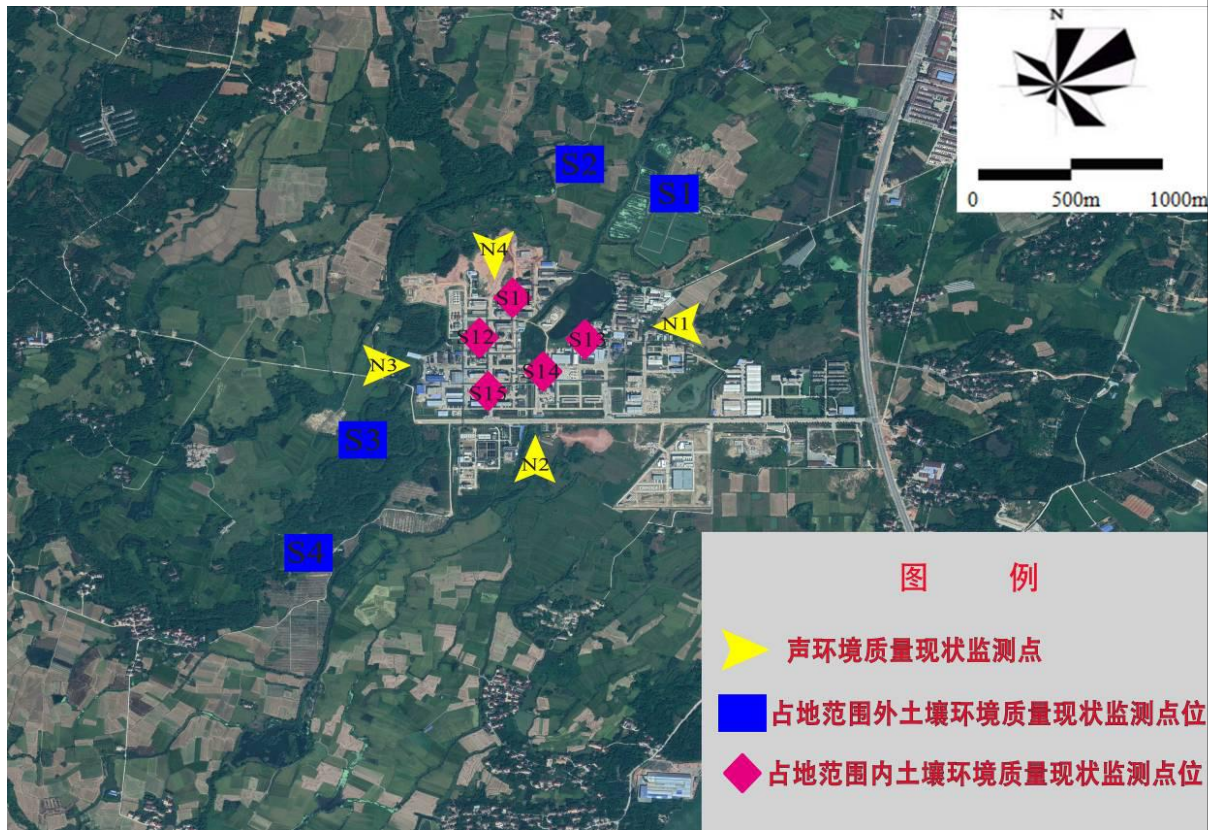 N
0 500m 1000m
S2
S1
N4
S11
S12
S13
N1
N3
S14
S15
S3
N2
S4
图 例
声环境质量现状监测点
占地范围外土壤环境质量现状监测点位
占地范围内土壤环境质量现状监测点位